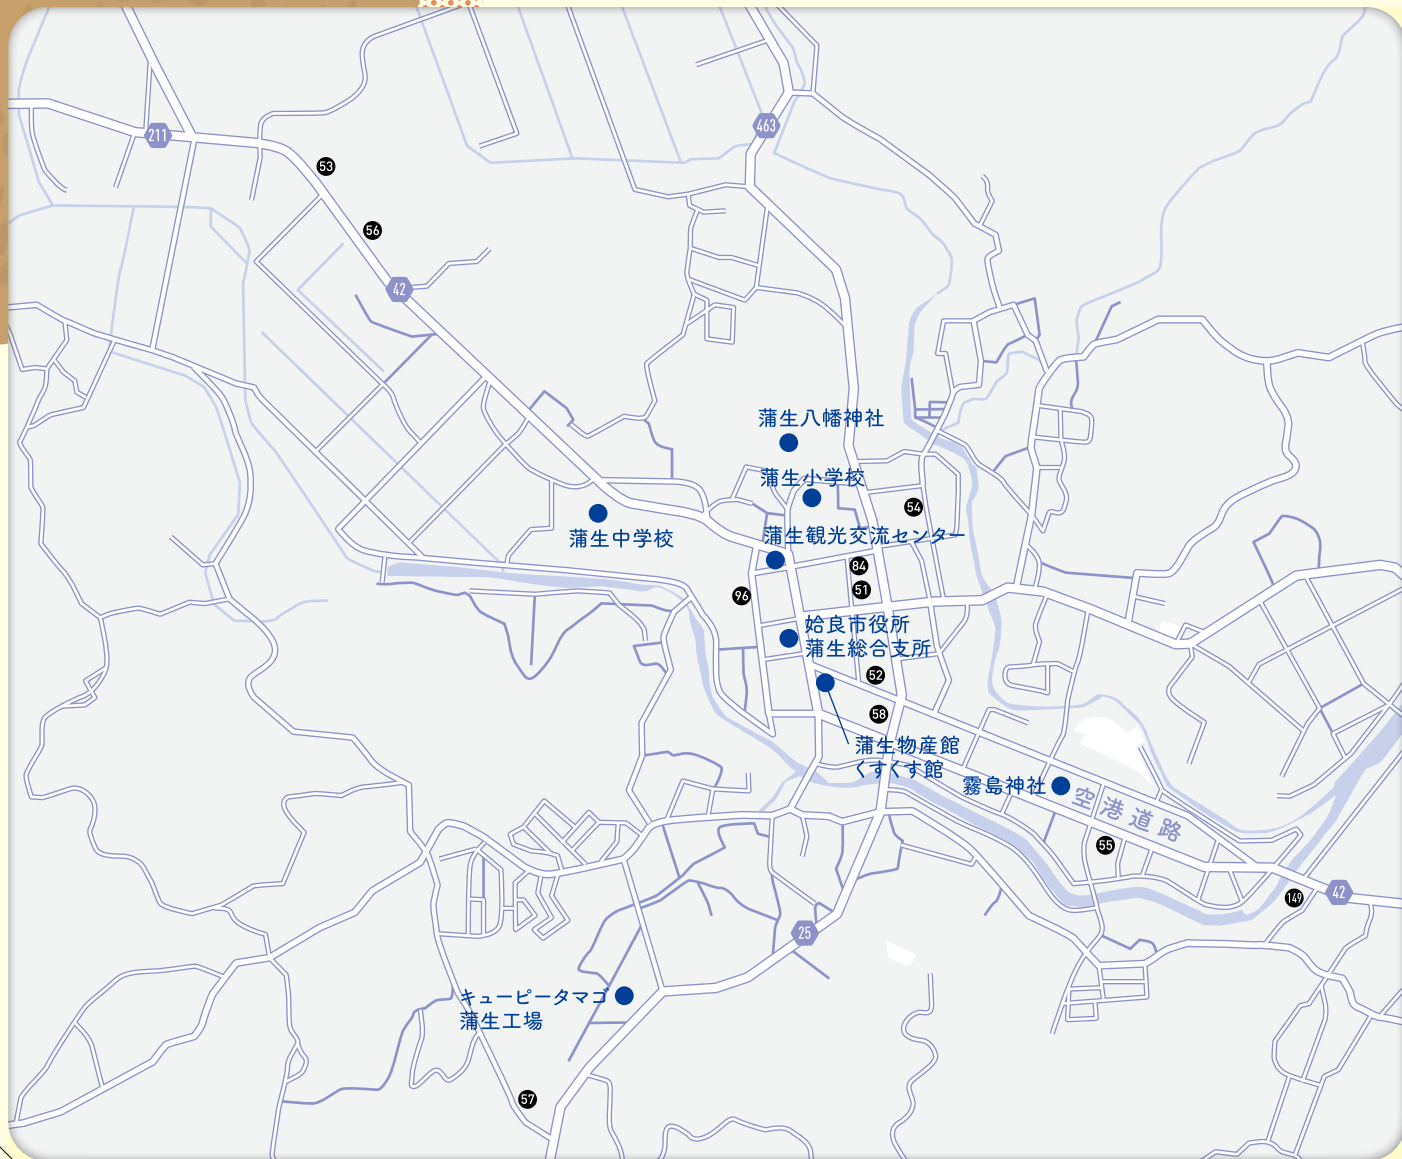 463
211
53
56
42
蒲生八幡神社
蒲生小学校
54
蒲生中学校
蒲生観光交流センター
84
51
96
姶良市役所
蒲生総合支所
52
58
蒲生物産館
くすくす館
霧島神社
空港道路
55
42
149
25
キューピータマゴ
蒲生工場
57